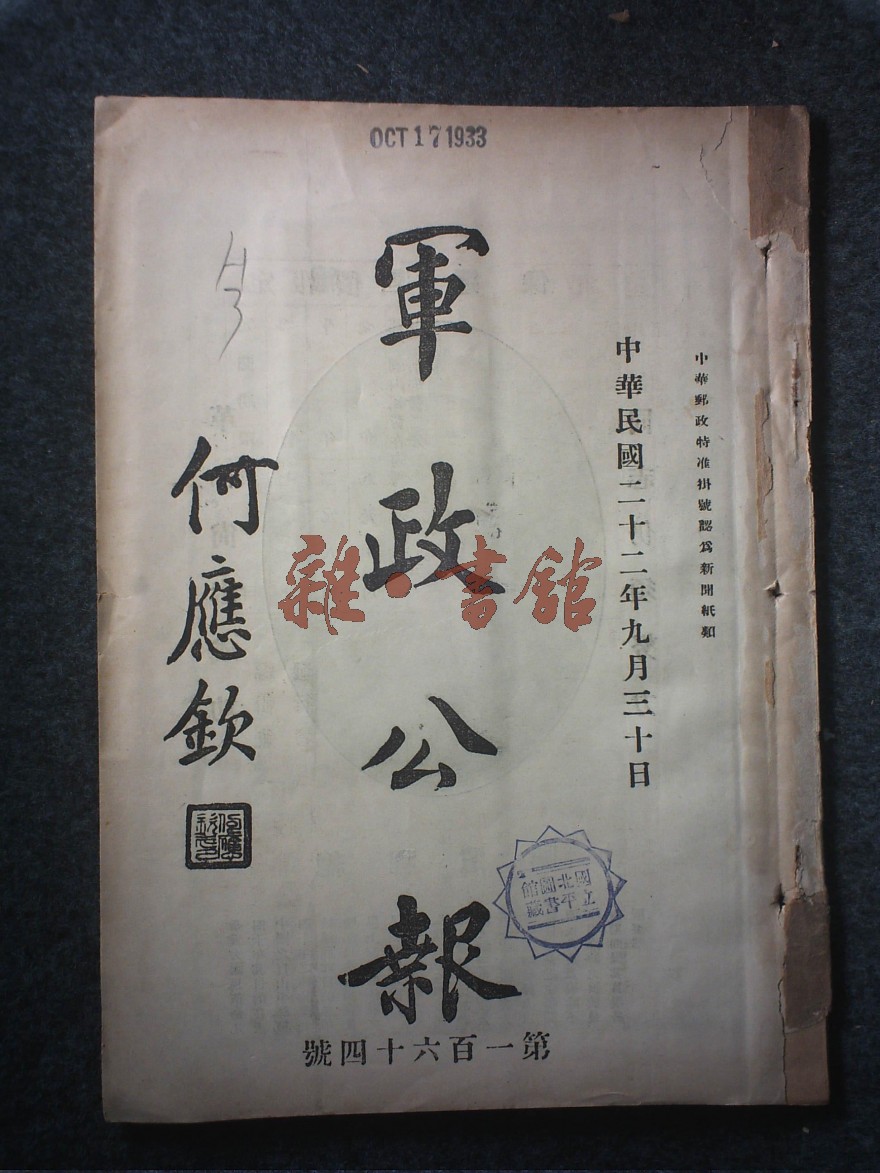 OCT 17 1933
中華郵政特准掛號認為新聞紙類
中華民國二十二年九月三十日
軍政公報
何應欽
第一百六十四號
雜·書館
國立北平圖書館藏